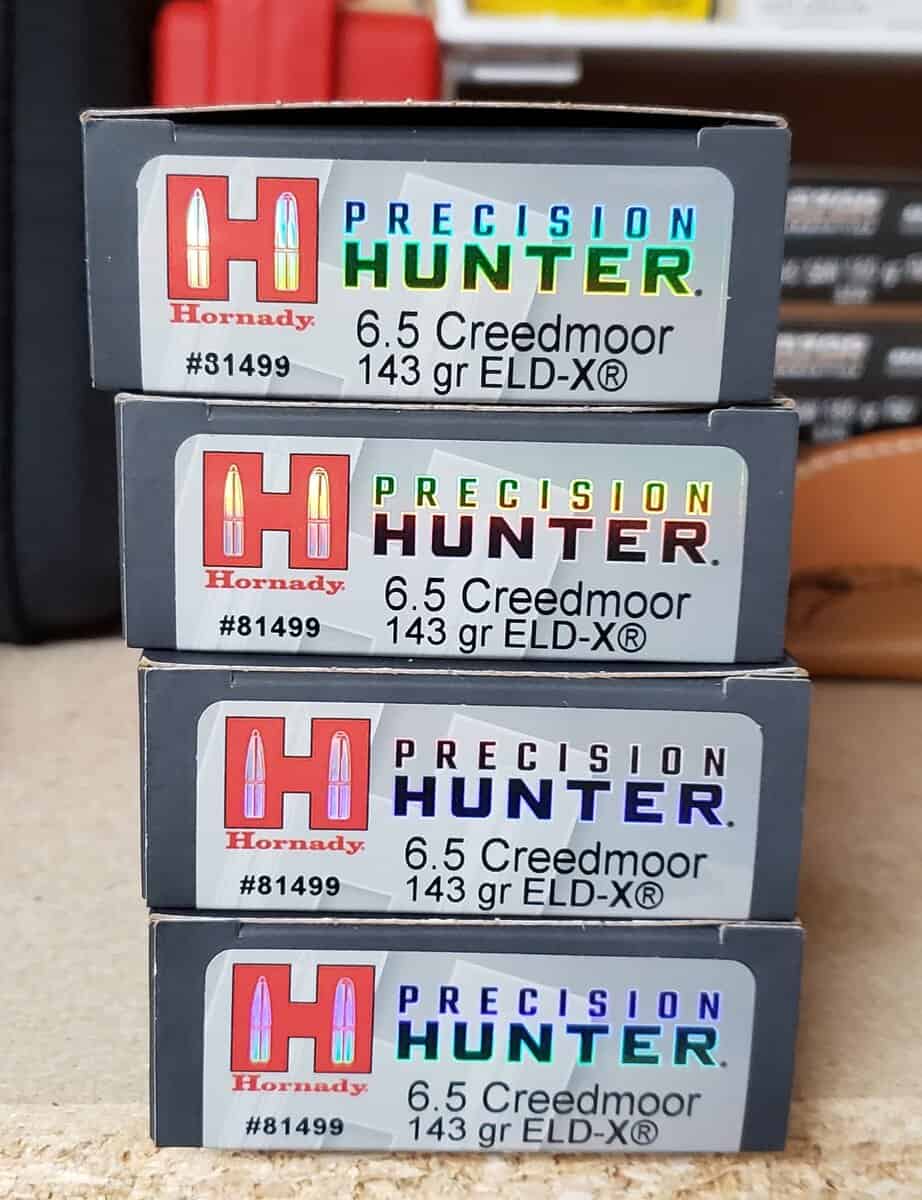 PRECISION
HUNTER.
Hornady.
6.5 Creedmoor
#81499
143 gr ELD-X®
PRECISION
HUNTER.
Hornady.
6.5 Creedmoor
#81499
143 gr ELD-X®
PRECISION
HUNTER.
Hornady.
6.5 Creedmoor
#81499
143 gr ELD-X®
PRECISION
HUNTER.
Hornady.
6.5 Creedmoor
#81499
143 gr ELD-X®